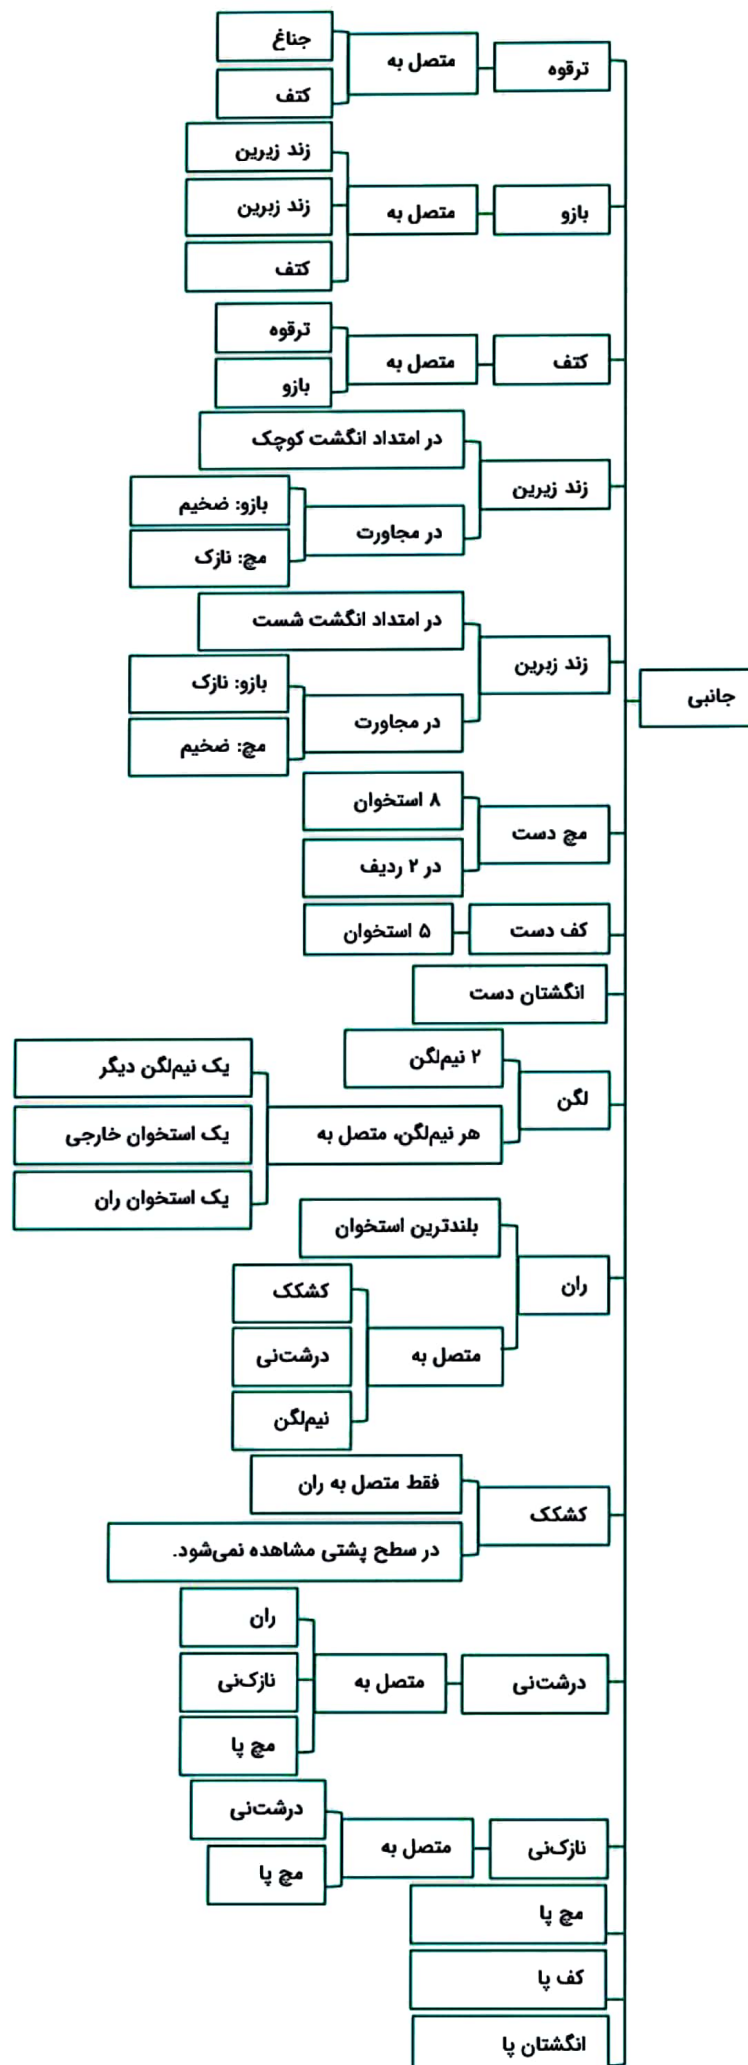 جانبی
ترقوه
متصل به
جناغ
کتف
بازو
متصل به
زند زیرین
زند زبرین
کتف
کتف
متصل به
ترقوه
بازو
زند زیرین
در امتداد انگشت کوچک
در مجاورت
بازو: ضخیم
مچ: نازک
زند زبرین
در امتداد انگشت شست
در مجاورت
بازو: نازک
مچ: ضخیم
مچ دست
۸ استخوان
در ۲ ردیف
کف دست
۵ استخوان
انگشتان دست
لگن
۲ نیم‌لگن
هر نیم‌لگن، متصل به
یک نیم‌لگن دیگر
یک استخوان خارجی
یک استخوان ران
ران
بلندترین استخوان
متصل به
کشکک
درشت‌نی
نیم‌لگن
کشکک
فقط متصل به ران
در سطح پشتی مشاهده نمی‌شود.
درشت‌نی
متصل به
ران
نازک‌نی
مچ پا
نازک‌نی
متصل به
درشت‌نی
مچ پا
مچ پا
کف پا
انگشتان پا